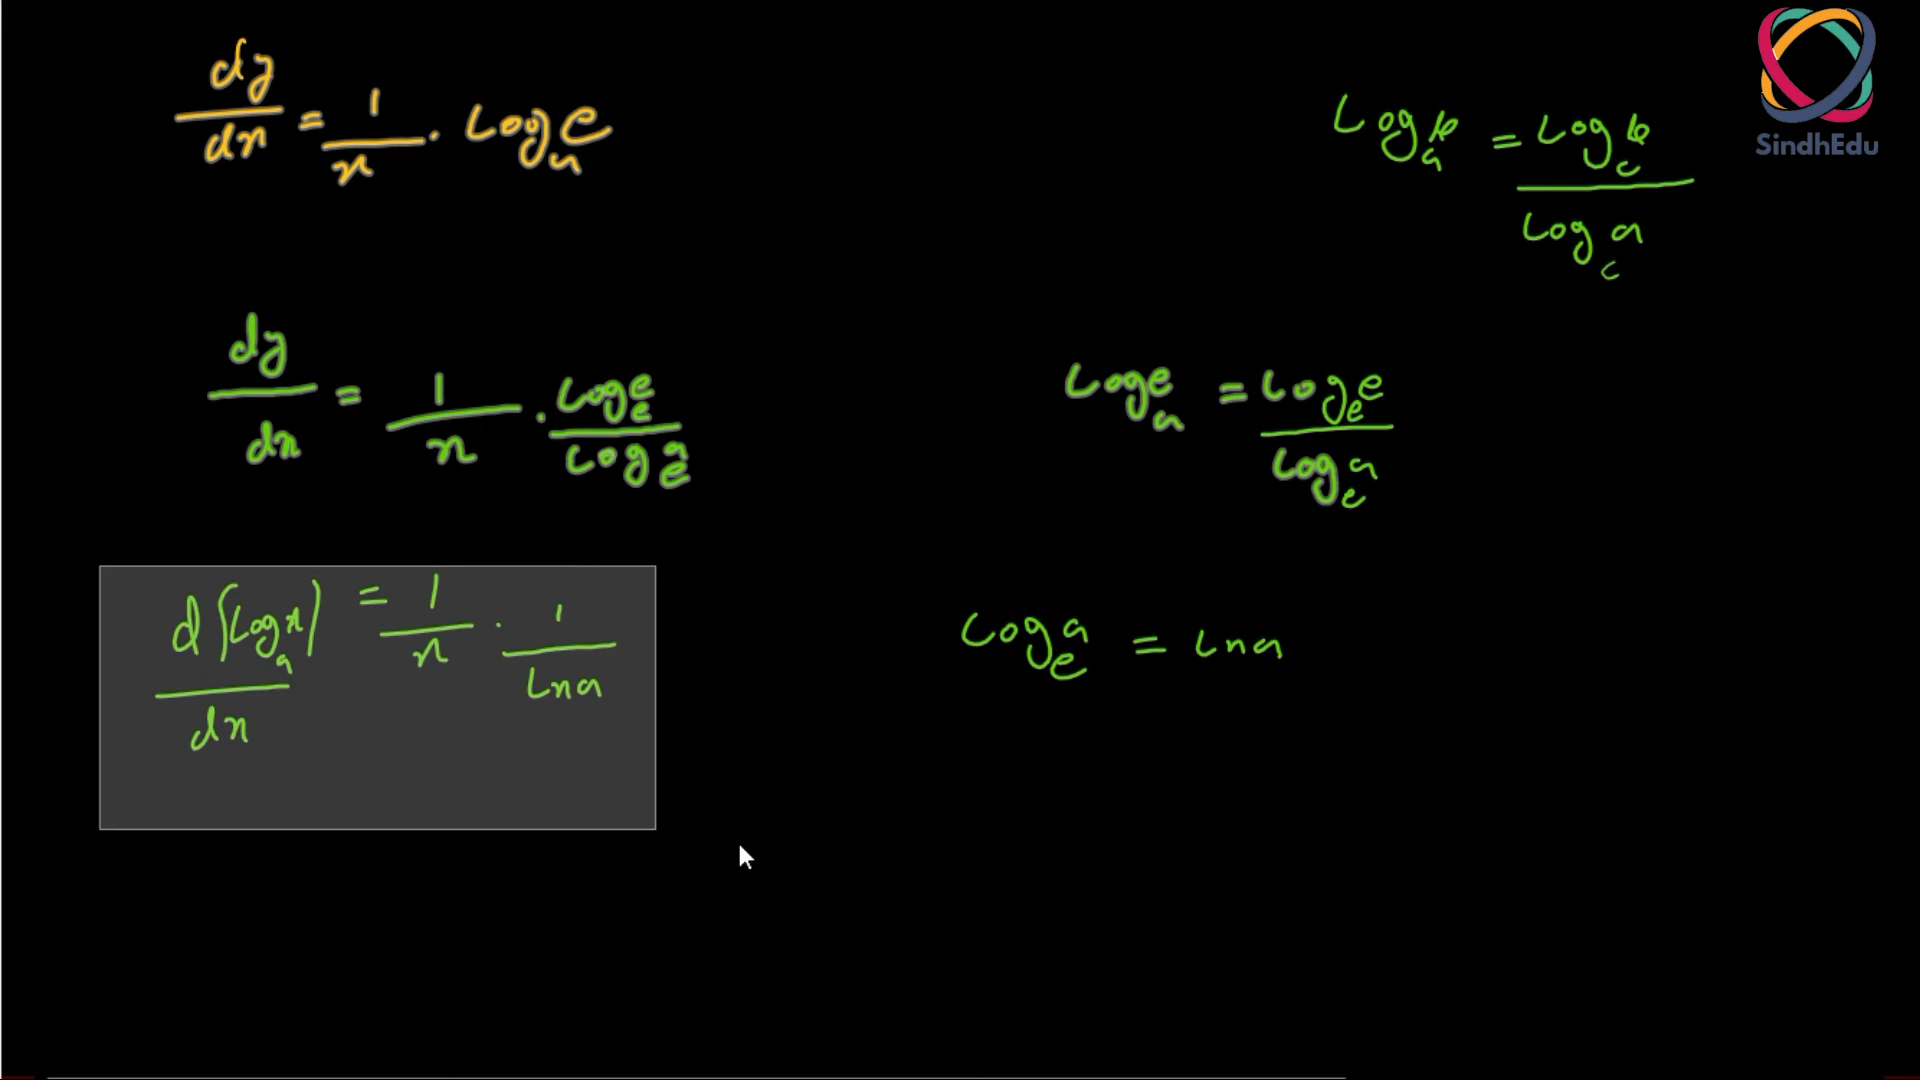 dy/dx = 1/x . Log_a e
Log_a b = Log_c b / Log_c a
SindhEdu
dy/dx = 1/x . Log_e e / Log_e a
Log_a e = Log_e e / Log_e a
d(Log_a x)/dx = 1/x . 1/Lna
Log_e a = Lna